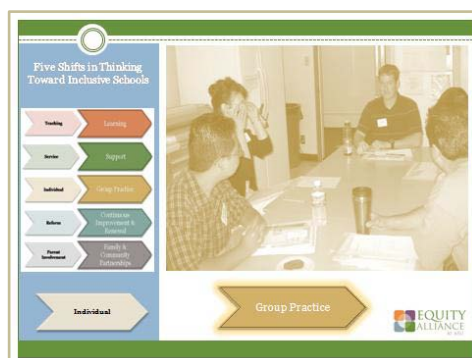 Five Shifts in Thinking
Toward Inclusive Schools
Teaching
Learning
Service
Support
Individual
Group Practice
Reform
Continuous
Improvement &
Renewal
Parent
Involvement
Family &
Community
Partnerships
Individual
Group Practice
EQUITY
ALLIANCE